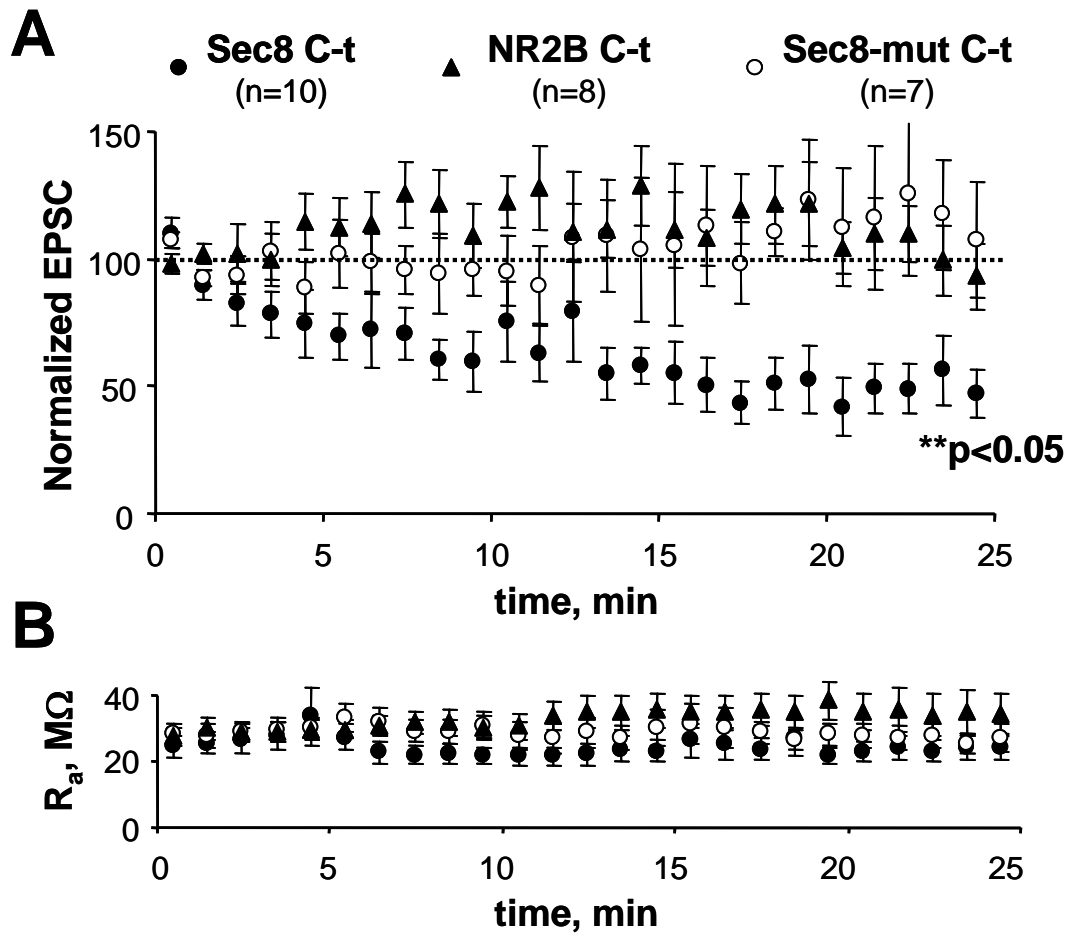 A
Sec8 C-t NR2B C-t Sec8-mut C-t
(n=10) (n=8) (n=7)
150
100
50
0
Normalized EPSC
**p<0.05
0 5 10 15 20 25
time, min
B
40
20
0
Ra, MΩ
0 5 10 15 20 25
time, min